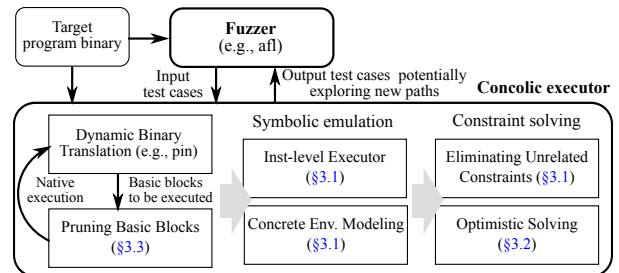 Target
program binary
Fuzzer
(e.g., afl)
Input
test cases
Output test cases potentially
exploring new paths
Concolic executor
Dynamic Binary
Translation (e.g., pin)
Native
execution
Basic blocks
to be executed
Pruning Basic Blocks
(§3.3)
Symbolic emulation
Inst-level Executor
(§3.1)
Concrete Env. Modeling
(§3.1)
Constraint solving
Eliminating Unrelated
Constraints (§3.1)
Optimistic Solving
(§3.2)